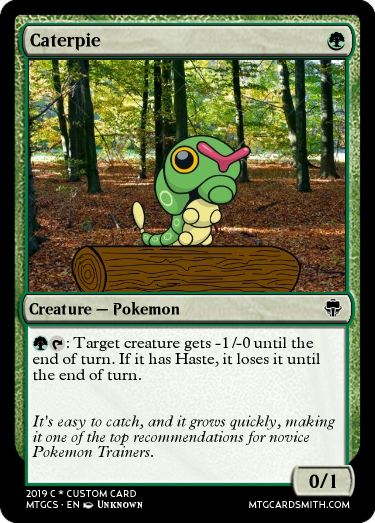 Caterpie
Creature — Pokemon
: Target creature gets -1/-0 until the
end of turn. If it has Haste, it loses it until
the end of turn.
It's easy to catch, and it grows quickly, making
it one of the top recommendations for novice
Pokemon Trainers.
0/1
2019 C * CUSTOM CARD
MTGCS · EN Unknown
MTGCARDSMITH.COM